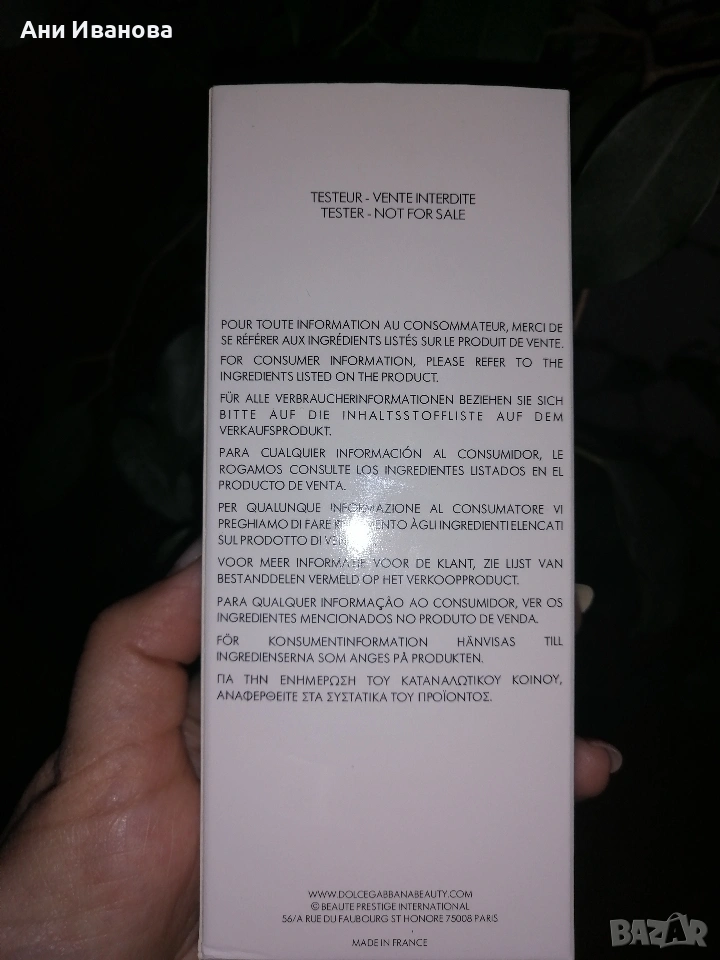 Ани Иванова
TESTEUR - VENTE INTERDITE
TESTER - NOT FOR SALE
POUR TOUTE INFORMATION AU CONSOMMATEUR, MERCI DE
SE RÉFÉRER AUX INGRÉDIENTS LISTÉS SUR LE PRODUIT DE VENTE.
FOR CONSUMER INFORMATION, PLEASE REFER TO THE
INGREDIENTS LISTED ON THE PRODUCT.
FÜR ALLE VERBRAUCHERINFORMATIONEN BEZIEHEN SIE SICH
BITTE AUF DIE INHALTSSTOFFLISTE AUF DEM
VERKAUFSPRODUKT.
PARA CUALQUIER INFORMACIÓN AL CONSUMIDOR, LE
ROGAMOS CONSULTE LOS INGREDIENTES LISTADOS EN EL
PRODUCTO DE VENTA.
PER QUALUNQUE INFORMAZIONE AL CONSUMATORE VI
PREGHIAMO DI FARE ÀGLI INGREDIENTI ELENCATI
SUL PRODOTTO DI
VOOR MEER INFORMATIE VOOR DE KLANT, ZIE LIJST VAN
BESTANDDELEN VERMELD OP HET VERKOOPPRODUCT.
PARA QUALQUER INFORMAÇÃO AO CONSUMIDOR, VER OS
INGREDIENTES MENCIONADOS NO PRODUTO DE VENDA.
FÖR KONSUMENTINFORMATION HÄNVISAS TILL
INGREDIENSERNA SOM ANGES PÅ PRODUKTEN.
ΓΙΑ ΤΗΝ ΕΝΗΜΕΡΩΣΗ ΤΟΥ ΚΑΤΑΝΑΛΩΤΙΚΟΥ ΚΟΙΝΟΥ,
ΑΝΑΦΕΡΘΕΙΤΕ ΣΤΑ ΣΥΣΤΑΤΙΚΑ ΤΟΥ ΠΡΟΪΟΝΤΟΣ.
WWW.DOLCEGABBANABEAUTY.COM
© BEAUTE PRESTIGE INTERNATIONAL
56/A RUE DU FAUBOURG ST HONORE 75008 PARIS
MADE IN FRANCE
BAZAR